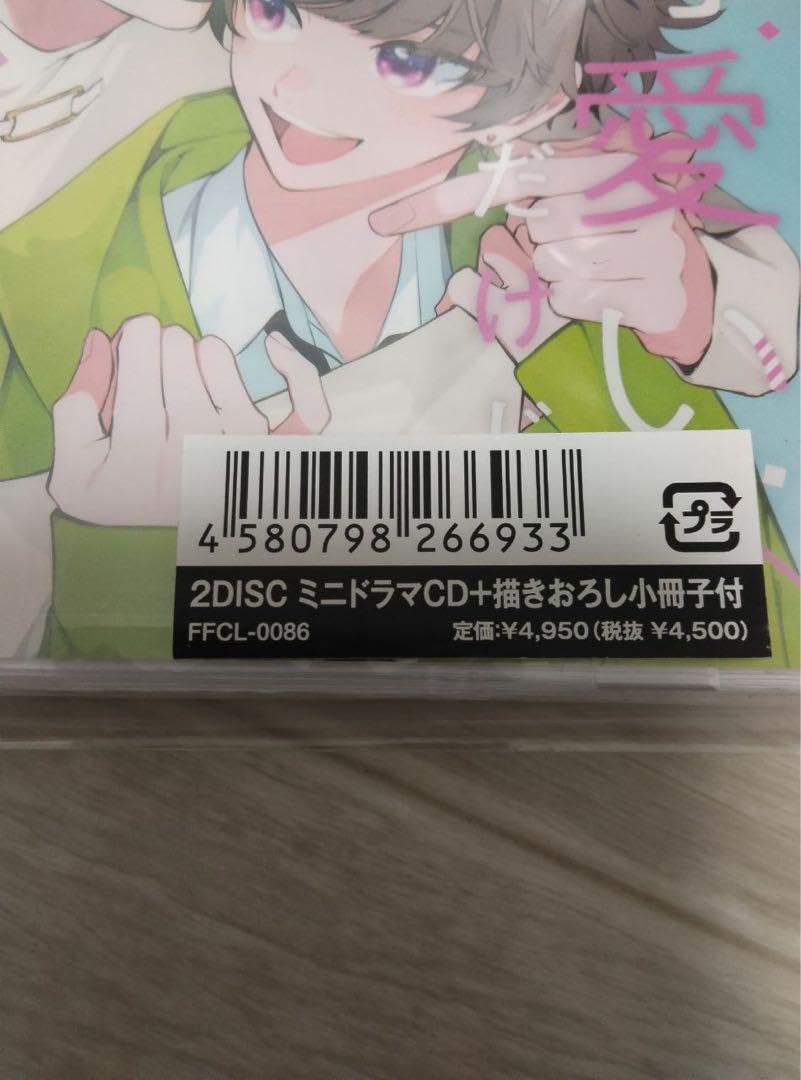 愛し
だけ
4 580798 266933
プラ
2DISC ミニドラマCD+描きおろし小冊子付
FFCL-0086
定価:¥4,950(税抜 ¥4,500)